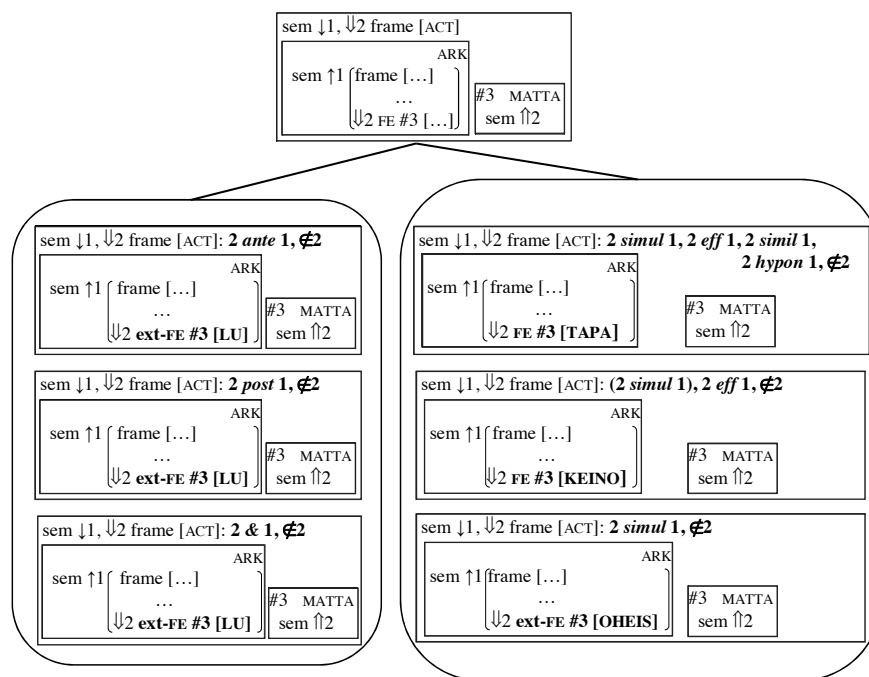 sem ↓1, ⇓2 frame [ACT]
ARK
sem ↑1 frame […]
…
⇓2 FE #3 […]
#3 MATTA
sem ⇑2
sem ↓1, ⇓2 frame [ACT]: 2 ante 1, ∉2
ARK
sem ↑1 frame […]
…
⇓2 ext-FE #3 [LU]
#3 MATTA
sem ⇑2
sem ↓1, ⇓2 frame [ACT]: 2 post 1, ∉2
ARK
sem ↑1 frame […]
…
⇓2 ext-FE #3 [LU]
#3 MATTA
sem ⇑2
sem ↓1, ⇓2 frame [ACT]: 2 & 1, ∉2
ARK
sem ↑1 frame […]
…
⇓2 ext-FE #3 [LU]
#3 MATTA
sem ⇑2
sem ↓1, ⇓2 frame [ACT]: 2 simul 1, 2 eff 1, 2 simil 1,
2 hypon 1, ∉2
ARK
sem ↑1 frame […]
…
⇓2 FE #3 [TAPA]
#3 MATTA
sem ⇑2
sem ↓1, ⇓2 frame [ACT]: (2 simul 1), 2 eff 1, ∉2
ARK
sem ↑1 frame […]
…
⇓2 FE #3 [KEINO]
#3 MATTA
sem ⇑2
sem ↓1, ⇓2 frame [ACT]: 2 simul 1, ∉2
ARK
sem ↑1 frame […]
…
⇓2 ext-FE #3 [OHEIS]
#3 MATTA
sem ⇑2